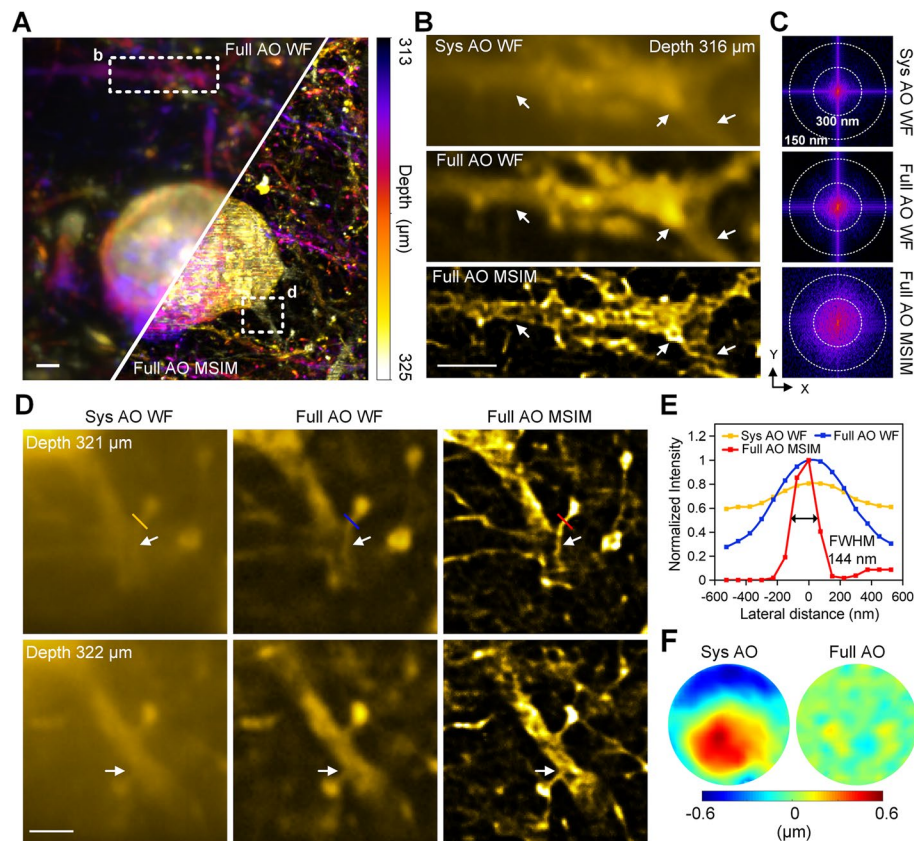 A
Full AO WF
b
d
Full AO MSIM
313
Depth (µm)
325
B
Sys AO WF
Depth 316 µm
Full AO WF
Full AO MSIM
C
300 nm
150 nm
Sys AO WF
Full AO WF
Full AO MSIM
Y
X
D
Sys AO WF
Full AO WF
Full AO MSIM
Depth 321 µm
Depth 322 µm
E
Sys AO WF
Full AO WF
Full AO MSIM
Normalized Intensity
1.2
1
0.8
0.6
0.4
0.2
0
FWHM
144 nm
-600 -400 -200 0 200 400 600
Lateral distance (nm)
F
Sys AO
Full AO
-0.6 0 0.6
(µm)